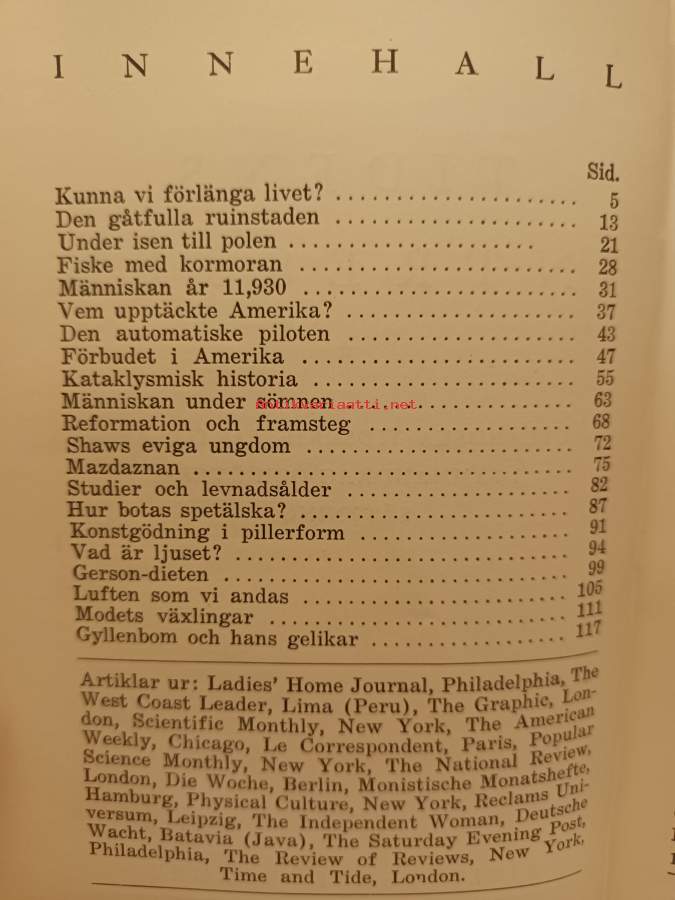 INNEHALL
Sid.
Kunna vi förlänga livet? ........................ 5
Den gåtfulla ruinstaden ........................ 13
Under isen till polen ........................ 21
Fiske med kormoran ........................ 28
Människan år 11,930 ........................ 31
Vem upptäckte Amerika? ........................ 37
Den automatiske piloten ........................ 43
Förbudet i Amerika ........................ 47
Kataklysmisk historia ........................ 55
Människan under sömnen ........................ 63
Reformation och framsteg ........................ 68
Shaws eviga ungdom ........................ 72
Mazdaznan ........................ 75
Studier och levnadsålder ........................ 82
Hur botas spetälska? ........................ 87
Konstgödning i pillerform ........................ 91
Vad är ljuset? ........................ 94
Gerson-dieten ........................ 99
Luften som vi andas ........................ 105
Modets växlingar ........................ 111
Gyllenbom och hans gelikar ........................ 117
Artiklar ur: Ladies' Home Journal, Philadelphia, The
West Coast Leader, Lima (Peru), The Graphic, Lon-
don, Scientific Monthly, New York, The American
Weekly, Chicago, Le Correspondent, Paris, Popular
Science Monthly, New York, The National Review,
London, Die Woche, Berlin, Monistische Monatshefte,
Hamburg, Physical Culture, New York, Reclams Uni-
versum, Leipzig, The Independent Woman, Deutsche
Wacht, Batavia (Java), The Saturday Evening Post,
Philadelphia, The Review of Reviews, New York,
Time and Tide, London.